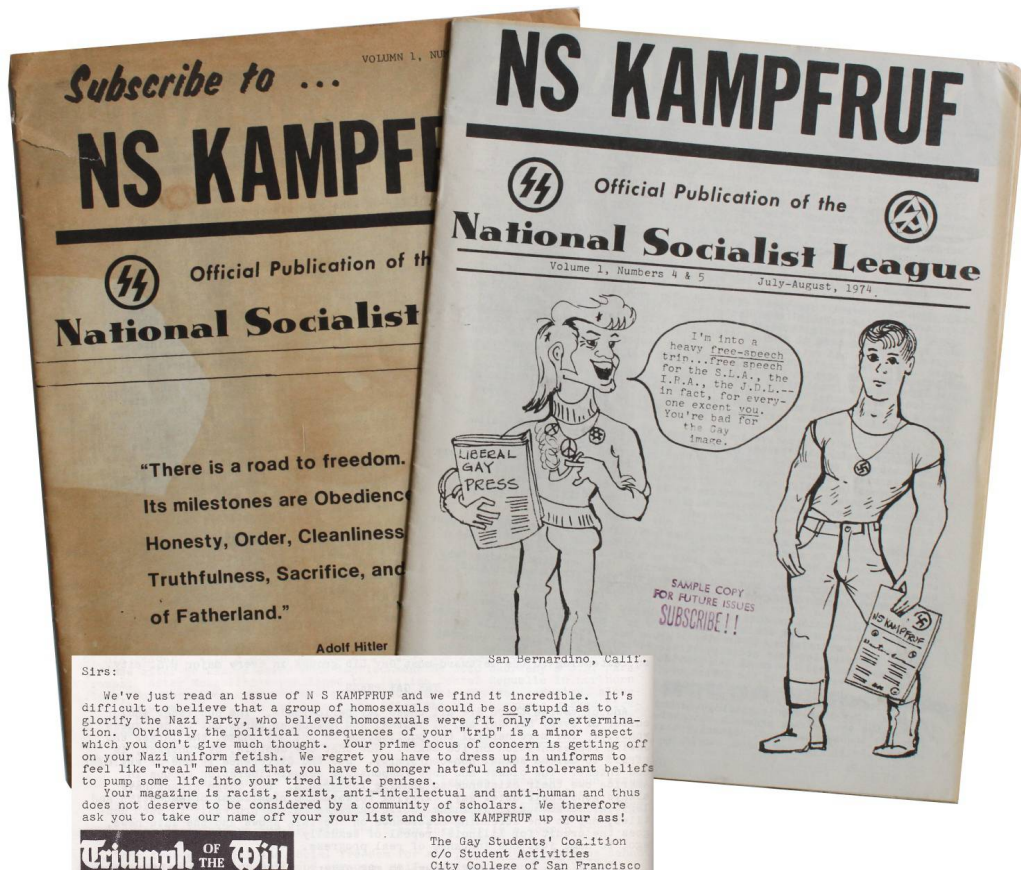 Subscribe to ...
VOLUMN 1,
NS
Official Publication of
National Socialist
"There is a road to freedom.
Its milestones are
Honesty, Order, Cleanliness
Truthfulness, Sacrifice, and
of Fatherland."
Adolf Hitler
NS KAMPFRUF
Official Publication of the
National Socialist League
Volume 1, Numbers 4 & 5
July-August, 1974.
I'm into a
heavy free-speech
trip...free speech
for the S.L.A., the
I.R.A., the J.D.L.--
in fact, for every-
one excent you.
You're bad for
the Gay
image.
LIBERAL
GAY
PRESS
SAMPLE COPY
FOR FUTURE ISSUES
SUBSCRIBE!!
NS KAMPFRUF
San Bernardino, Calif.
Sirs:
We've just read an issue of N S KAMPFRUF and we find it incredible. It's
difficult to believe that a group of homosexuals could be so stupid as to
glorify the Nazi Party, who believed homosexuals were fit only for extermina-
tion. Obviously the political consequences of your "trip" is a minor aspect
which you don't give much thought. Your prime focus of concern is getting off
on your Nazi uniform fetish. We regret you have to dress up in uniforms to
feel like "real" men and that you have to monger hateful and intolerant beliefs
to pump some life into your tired little penises.
Your magazine is racist, sexist, anti-intellectual and anti-human and thus
does not deserve to be considered by a community of scholars. We therefore
ask you to take our name off your your list and shove KAMPFRUF up your ass!
The Gay Students' Coalition
c/o Student Activities
City College of San Francisco
Triumph OF THE Will